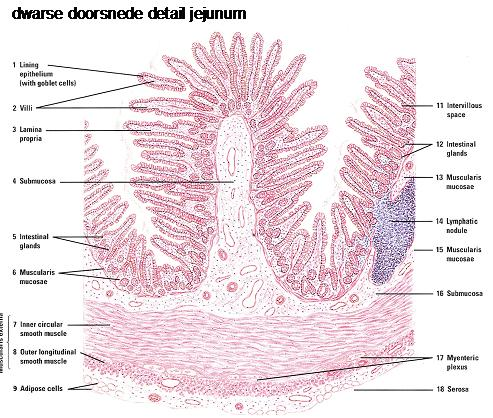 dwarse doorsnede detail jejunum
1 Lining
epithelium
(with goblet cells)
2 Villi
3 Lamina
propria
4 Submucosa
5 Intestinal
glands
6 Muscularis
mucosae
7 Inner circular
smooth muscle
8 Outer longitudinal
smooth muscle
9 Adipose cells
11 Intervillous
space
12 Intestinal
glands
13 Muscularis
mucosae
14 Lymphatic
nodule
15 Muscularis
mucosae
16 Submucosa
17 Myenteric
plexus
18 Serosa